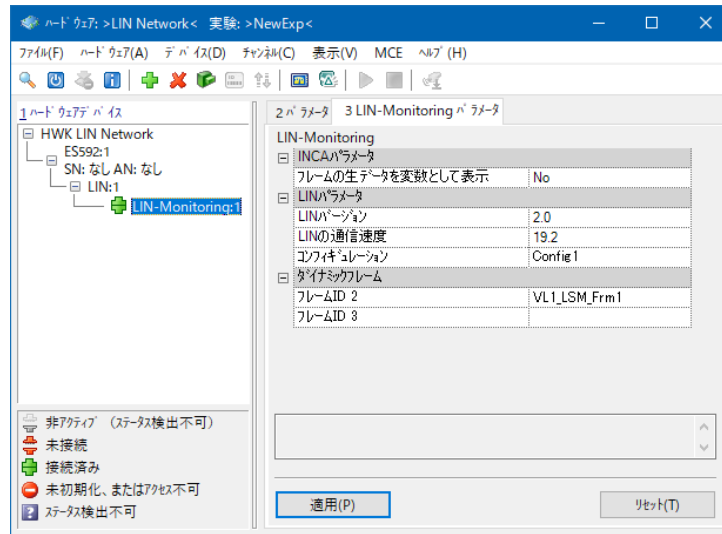 ﾊｰﾄﾞｳｪｱ: >LIN Network< 実験: >NewExp<
ﾌｧｲﾙ(F) ﾊｰﾄﾞｳｪｱ(A) ﾃﾞﾊﾞｲｽ(D) ﾁｬﾝﾈﾙ(C) 表示(V) MCE ﾍﾙﾌﾟ(H)
1 ﾊｰﾄﾞｳｪｱﾃﾞﾊﾞｲｽ
HWK LIN Network
ES592:1
SN: なし AN: なし
LIN:1
LIN-Monitoring:1
2 ﾊﾟﾗﾒｰﾀ 3 LIN-Monitoring ﾊﾟﾗﾒｰﾀ
LIN-Monitoring
INCAﾊﾟﾗﾒｰﾀ
フレームの生データを変数として表示 No
LINﾊﾟﾗﾒｰﾀ
LINﾊﾞｰｼﾞｮﾝ 2.0
LINの通信速度 19.2
ｺﾝﾌｨｷﾞｭﾚｰｼｮﾝ Config1
ﾀﾞｲﾅﾐｯｸﾌﾚｰﾑ
ﾌﾚｰﾑID 2 VL1_LSM_Frm1
ﾌﾚｰﾑID 3
非ｱｸﾃｨﾌﾞ (ｽﾃｰﾀｽ検出不可)
未接続
接続済み
未初期化、またはｱｸｾｽ不可
ｽﾃｰﾀｽ検出不可
適用(P) ﾘｾｯﾄ(T)